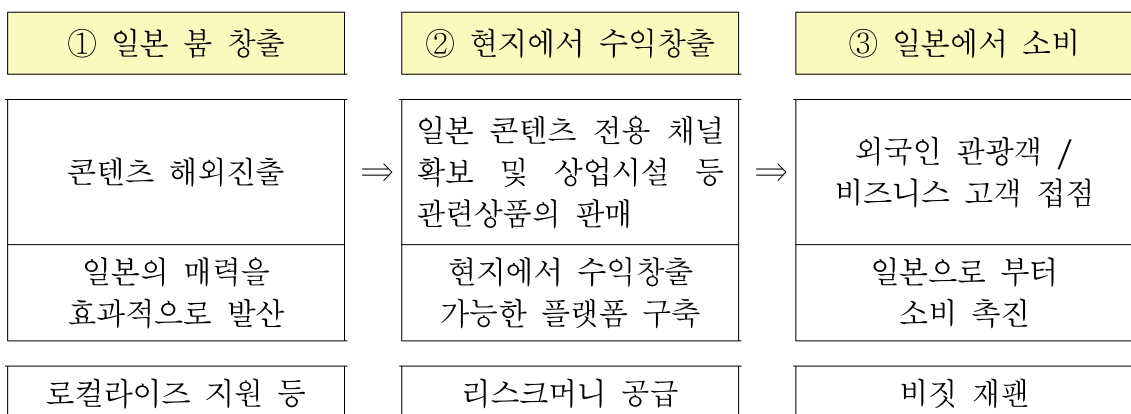 ① 일본 붐 창출
② 현지에서 수익창출
③ 일본에서 소비
콘텐츠 해외진출
⇒
일본 콘텐츠 전용 채널
확보 및 상업시설 등
관련상품의 판매
⇒
외국인 관광객 /
비즈니스 고객 접점
일본의 매력을
효과적으로 발산
현지에서 수익창출
가능한 플랫폼 구축
일본으로 부터
소비 촉진
로컬라이즈 지원 등
리스크머니 공급
비짓 재팬